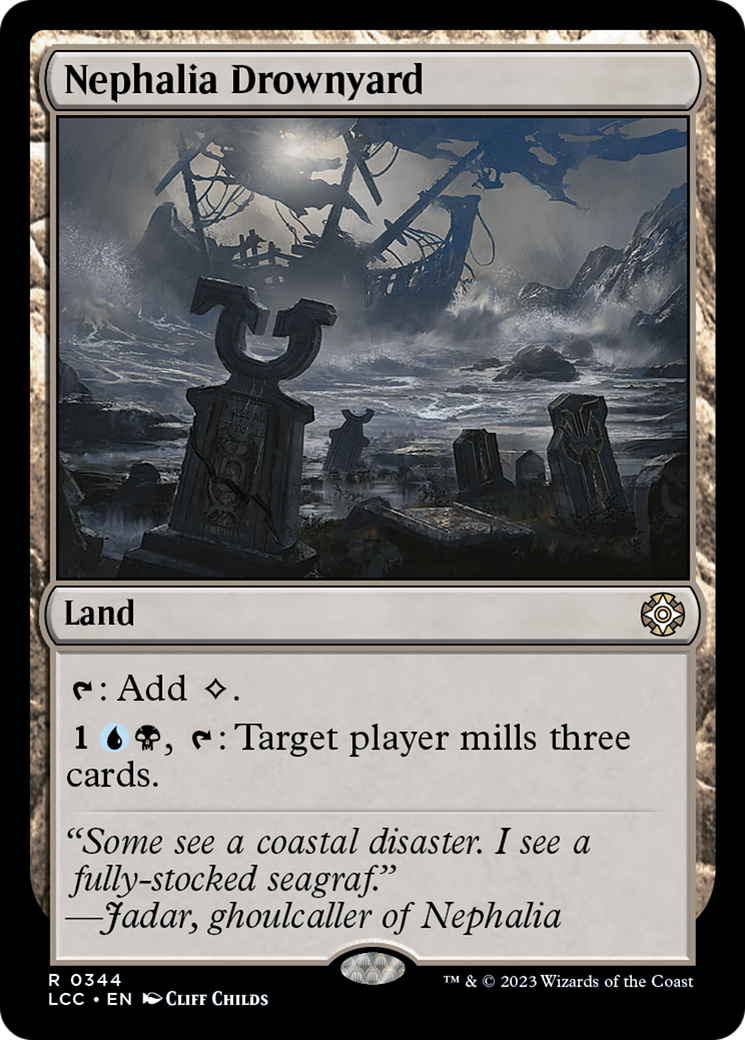 Nephalia Drownyard
Land
: Add .
1 , : Target player mills three
cards.
“Some see a coastal disaster. I see a
fully-stocked seagraf.”
—Jadar, ghoulcaller of Nephalia
R 0344
LCC • EN Cliff Childs
™ & © 2023 Wizards of the Coast